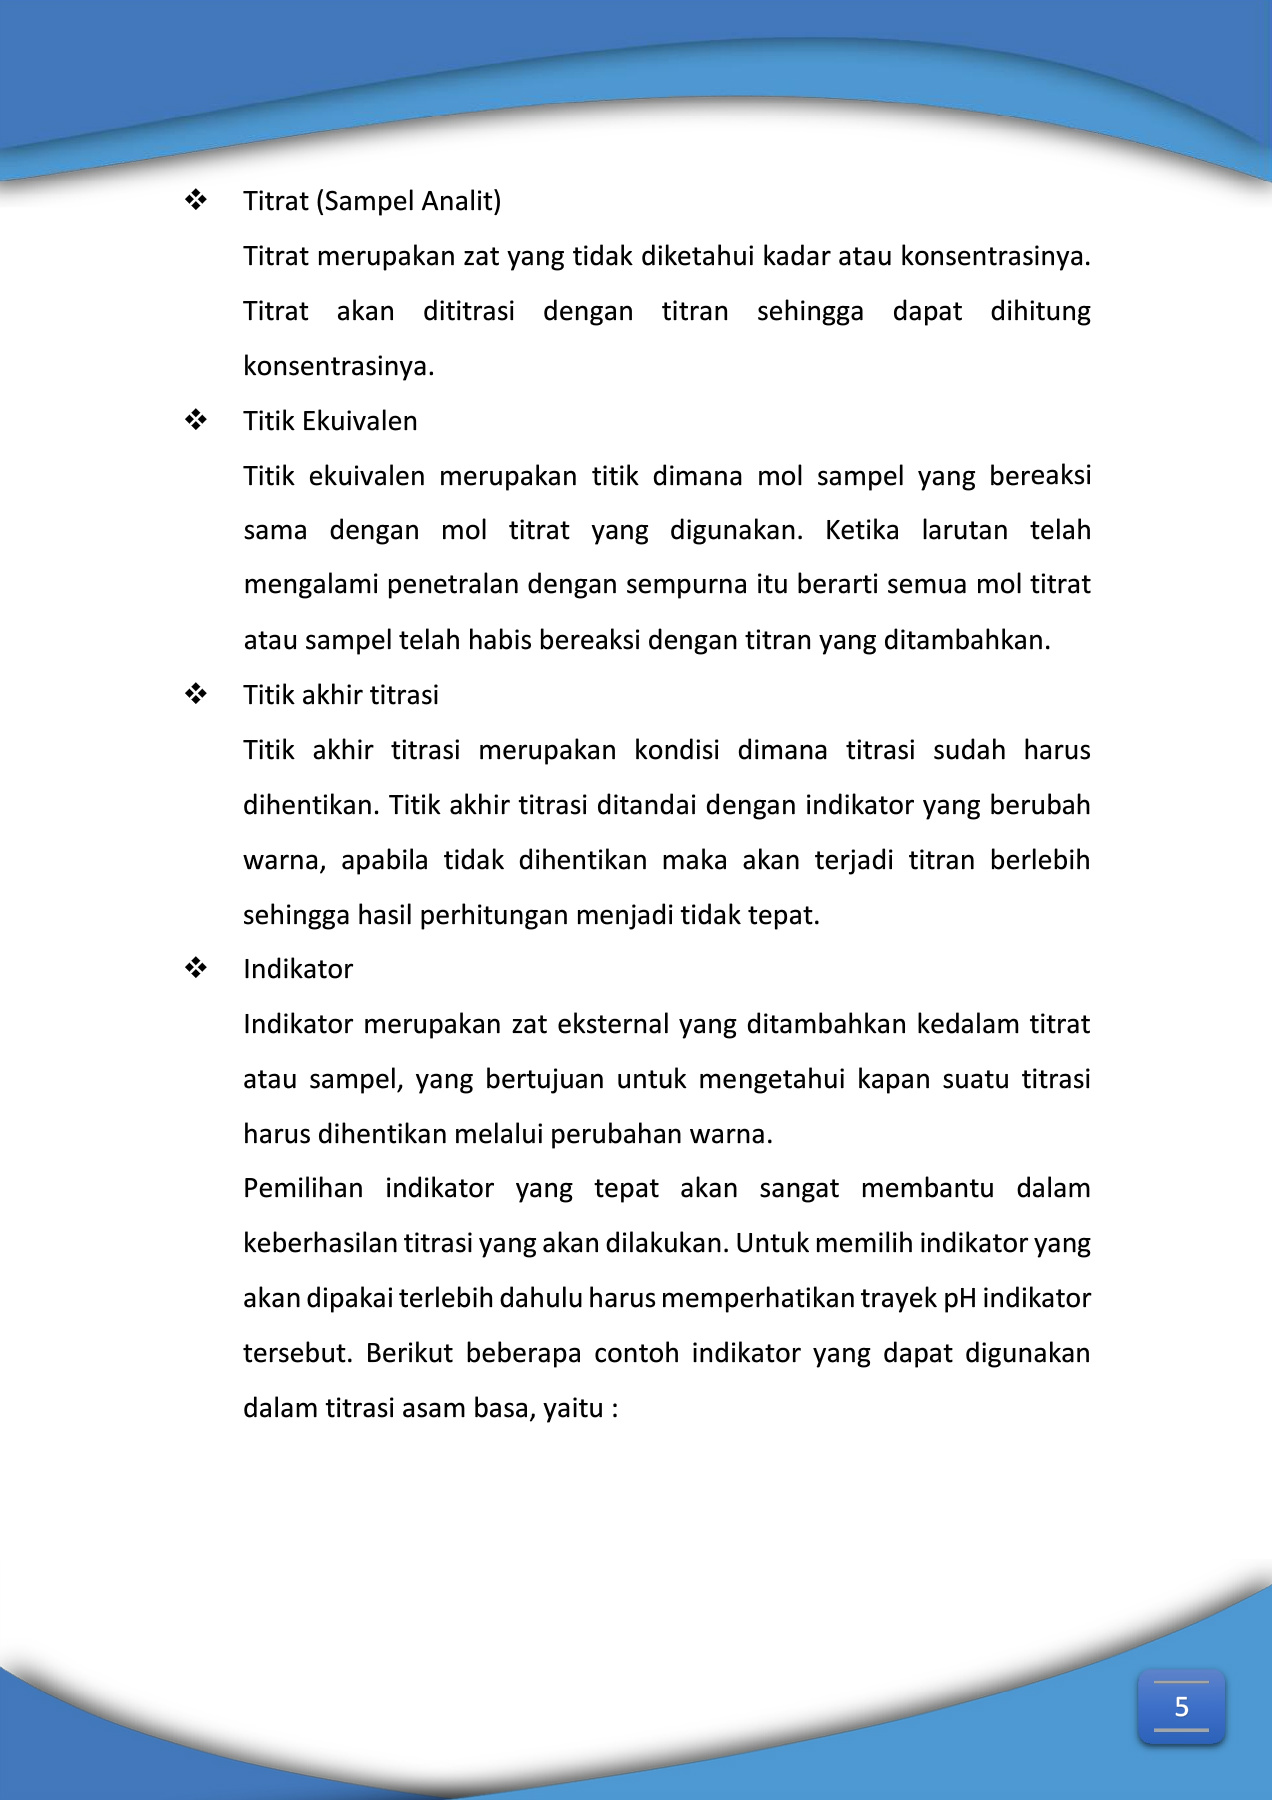 ❖ Titrat (Sampel Analit)
Titrat merupakan zat yang tidak diketahui kadar atau konsentrasinya.
Titrat akan dititrasi dengan titran sehingga dapat dihitung
konsentrasinya.
❖ Titik Ekuivalen
Titik ekuivalen merupakan titik dimana mol sampel yang bereaksi
sama dengan mol titrat yang digunakan. Ketika larutan telah
mengalami penetralan dengan sempurna itu berarti semua mol titrat
atau sampel telah habis bereaksi dengan titran yang ditambahkan.
❖ Titik akhir titrasi
Titik akhir titrasi merupakan kondisi dimana titrasi sudah harus
dihentikan. Titik akhir titrasi ditandai dengan indikator yang berubah
warna, apabila tidak dihentikan maka akan terjadi titran berlebih
sehingga hasil perhitungan menjadi tidak tepat.
❖ Indikator
Indikator merupakan zat eksternal yang ditambahkan kedalam titrat
atau sampel, yang bertujuan untuk mengetahui kapan suatu titrasi
harus dihentikan melalui perubahan warna.
Pemilihan indikator yang tepat akan sangat membantu dalam
keberhasilan titrasi yang akan dilakukan. Untuk memilih indikator yang
akan dipakai terlebih dahulu harus memperhatikan trayek pH indikator
tersebut. Berikut beberapa contoh indikator yang dapat digunakan
dalam titrasi asam basa, yaitu :
5